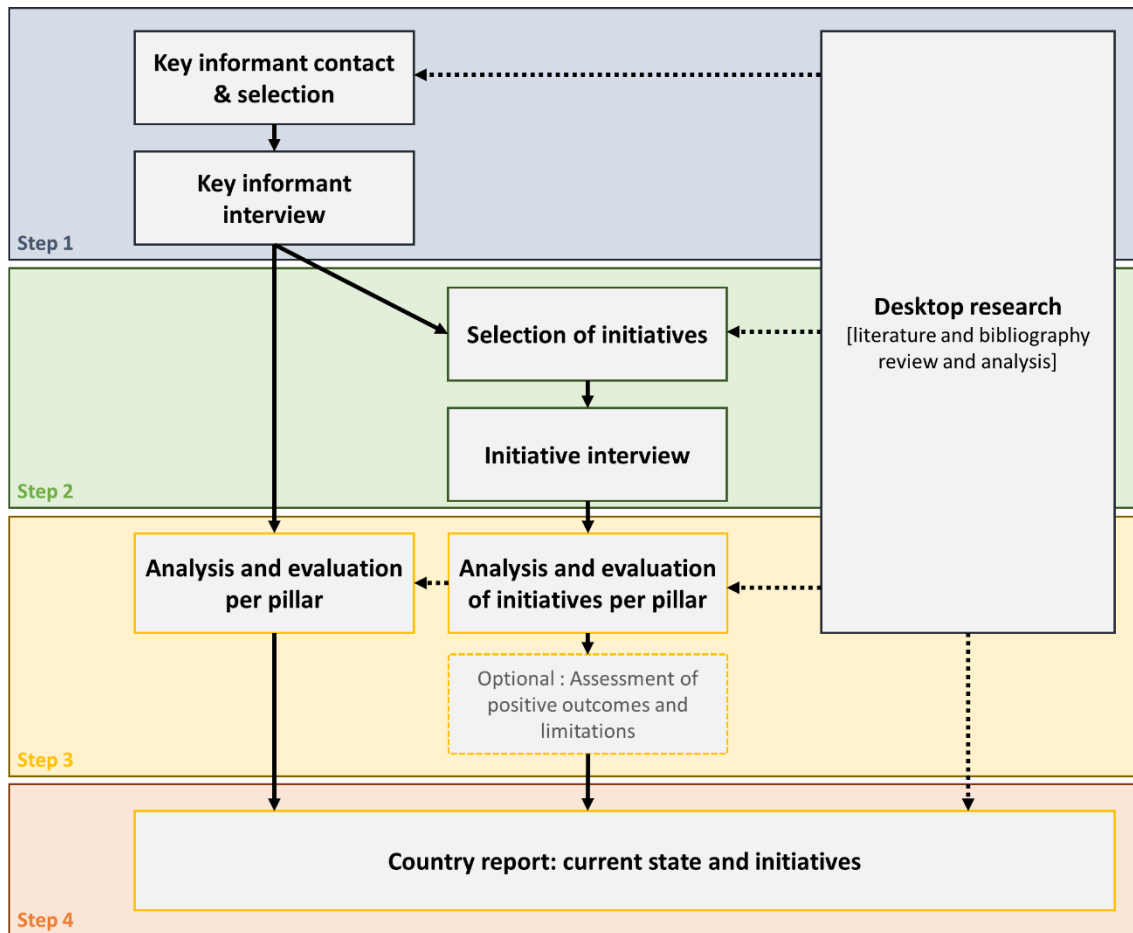 Key informant contact
& selection
Key informant
interview
Step 1
Desktop research
[literature and bibliography
review and analysis]
Selection of initiatives
Initiative interview
Step 2
Analysis and evaluation
per pillar
Analysis and evaluation
of initiatives per pillar
Optional : Assessment of
positive outcomes and
limitations
Step 3
Country report: current state and initiatives
Step 4